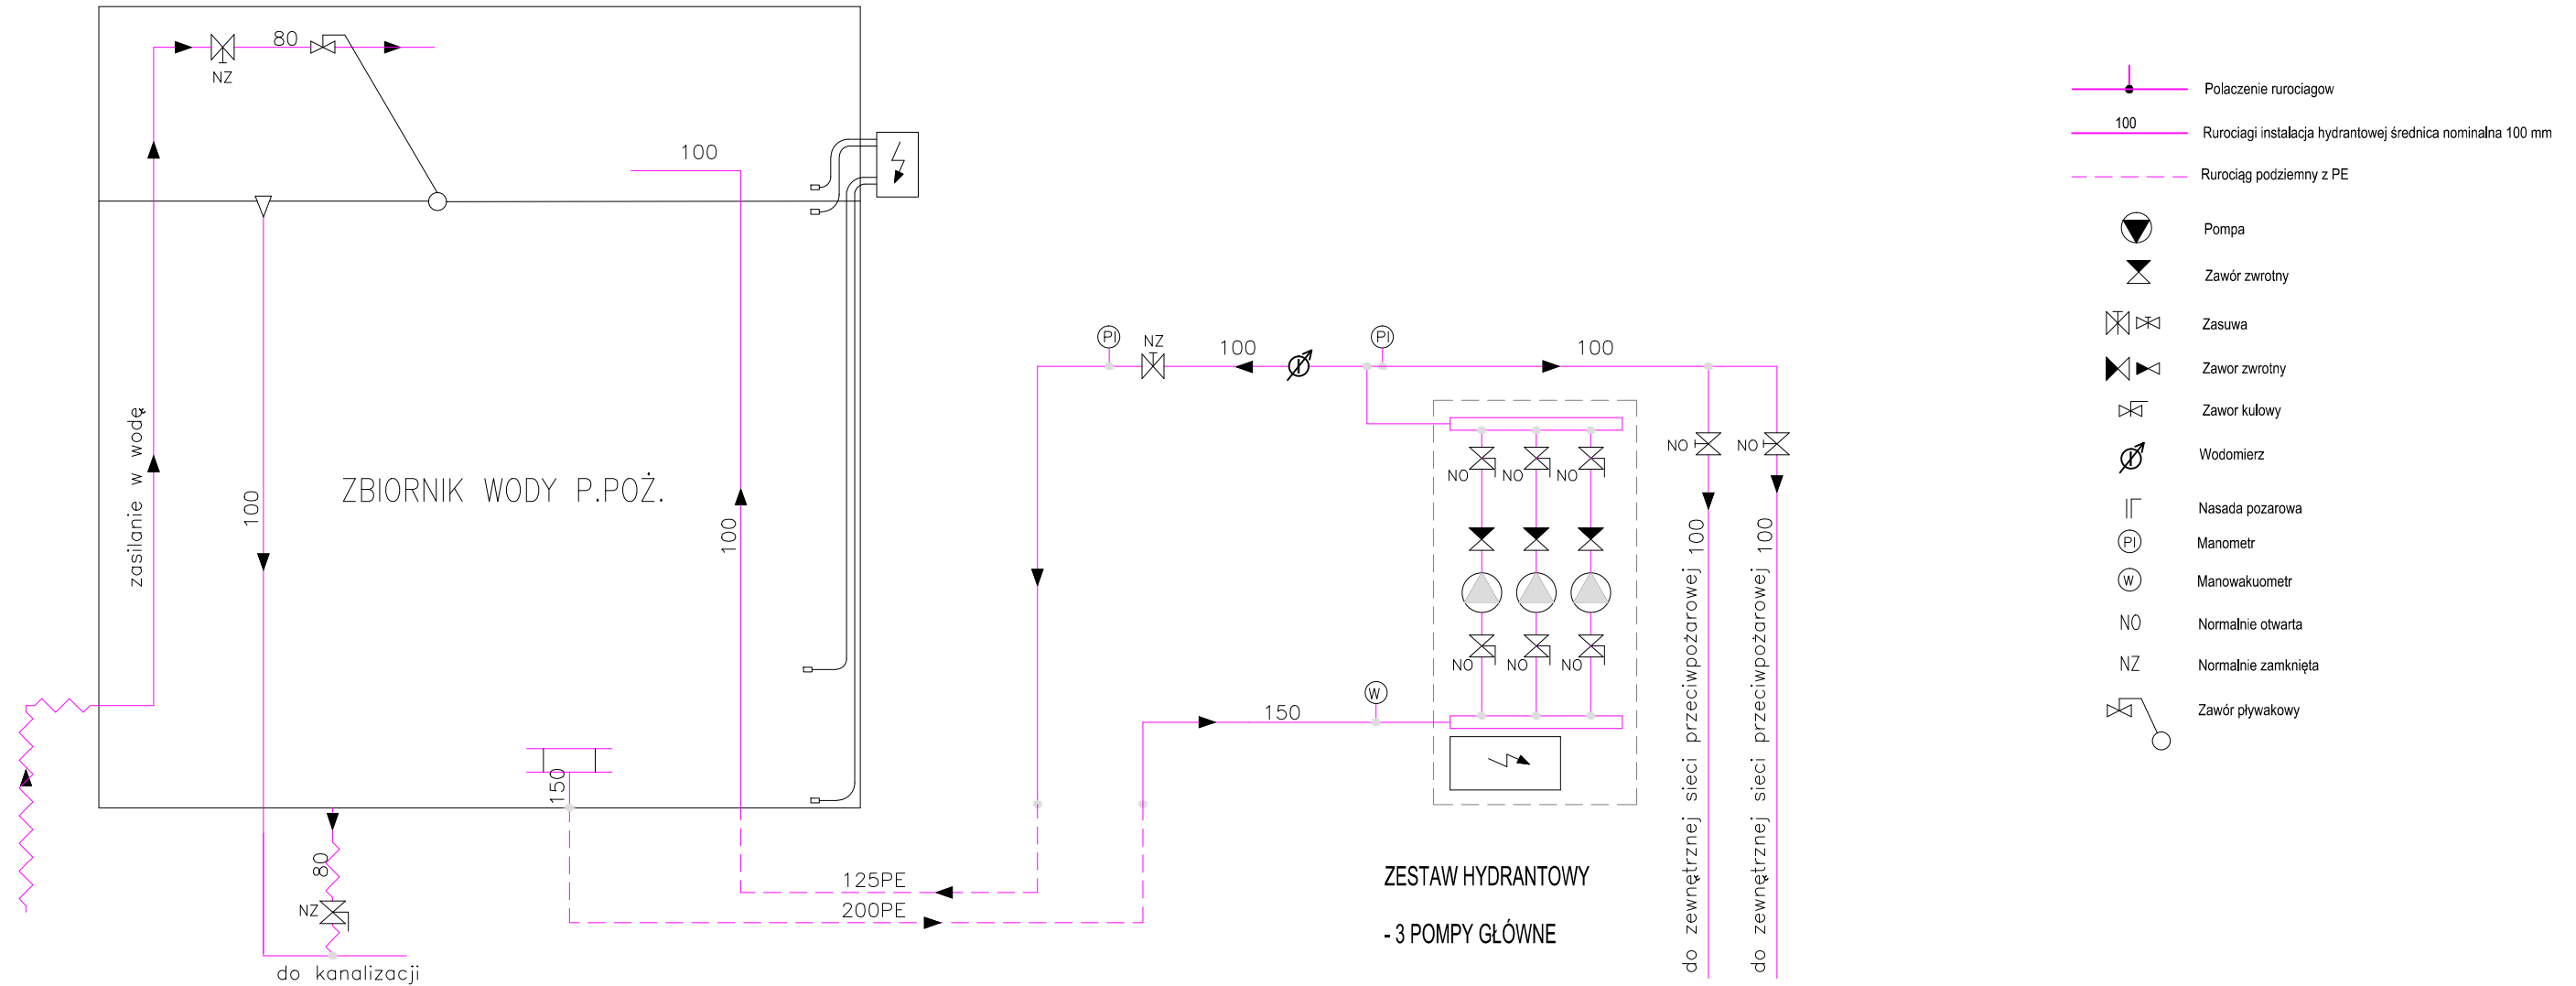 80
NZ
100
zasilanie w wodę
100
ZBIORNIK WODY P.POŻ.
100
150
80
NZ
do kanalizacji
125PE
200PE
PI
NZ
100
PI
100
NO
NO
NO
NO
NO
NO
NO
NO
W
150
do zewnętrznej sieci przeciwpożarowej 100
do zewnętrznej sieci przeciwpożarowej 100
ZESTAW HYDRANTOWY
- 3 POMPY GŁÓWNE
Polaczenie rurociagow
100
Rurociagi instalacja hydrantowej średnica nominalna 100 mm
Rurociąg podziemny z PE
Pompa
Zawór zwrotny
Zasuwa
Zawor zwrotny
Zawor kulowy
Wodomierz
Nasada pozarowa
PI
Manometr
W
Manowakuometr
NO
Normalnie otwarta
NZ
Normalnie zamknięta
Zawór pływakowy